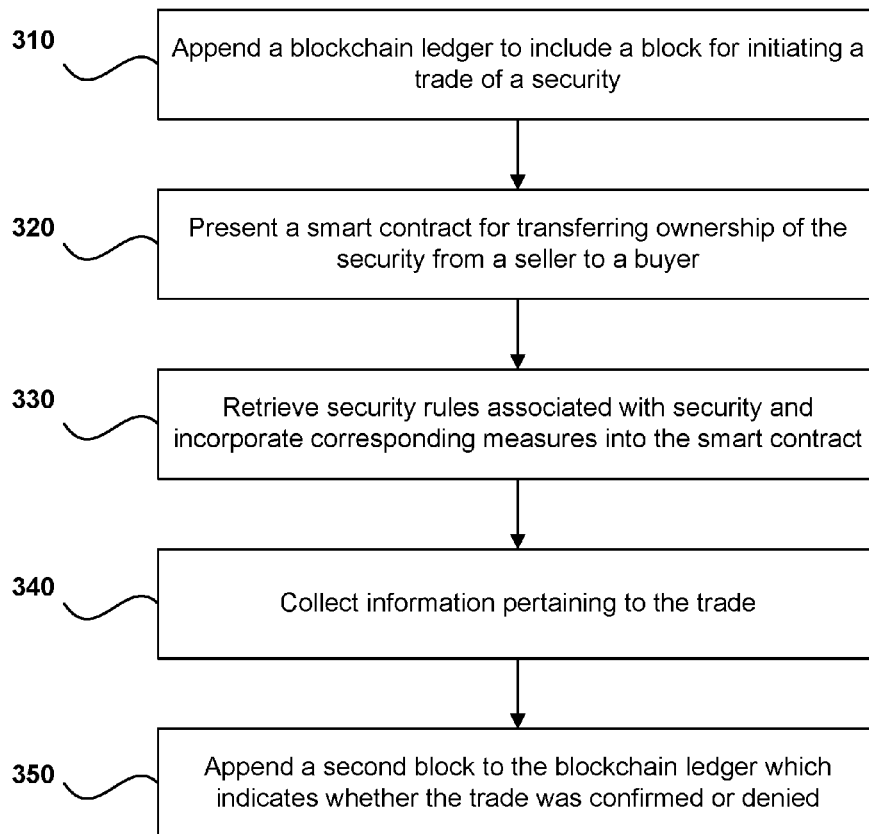 310
Append a blockchain ledger to include a block for initiating a
trade of a security
320
Present a smart contract for transferring ownership of the
security from a seller to a buyer
330
Retrieve security rules associated with security and
incorporate corresponding measures into the smart contract
340
Collect information pertaining to the trade
350
Append a second block to the blockchain ledger which
indicates whether the trade was confirmed or denied